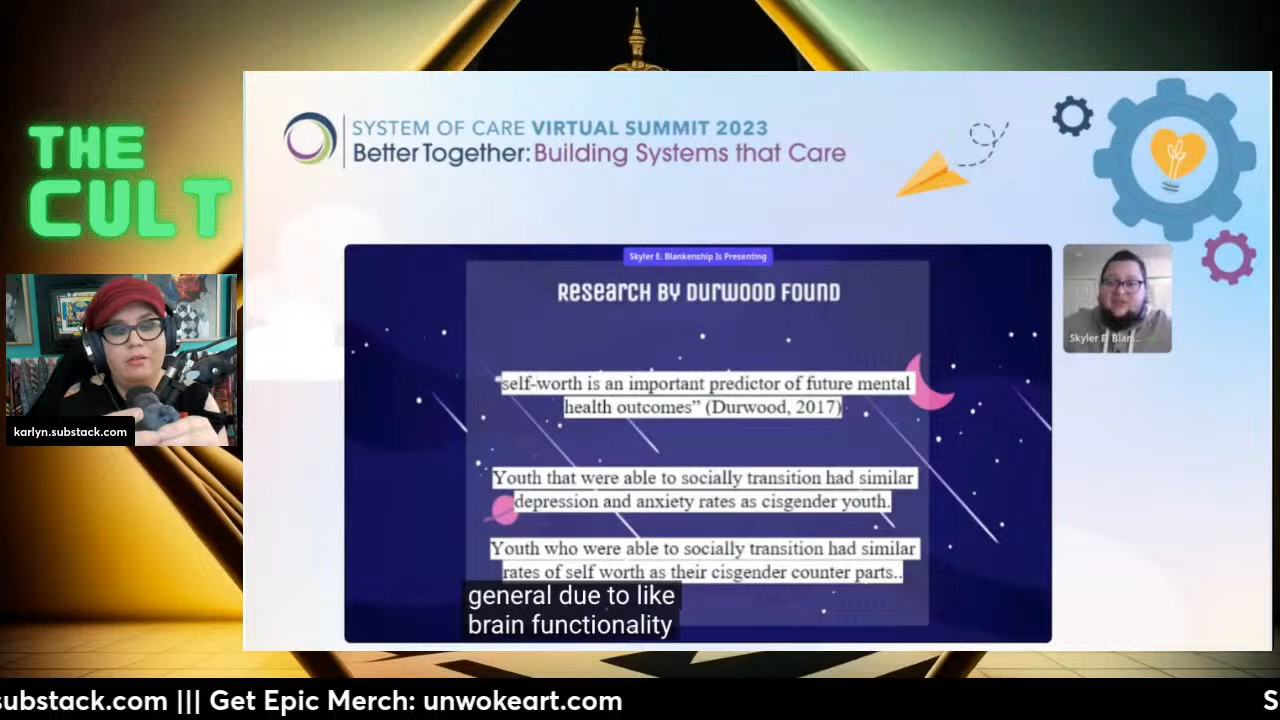 THE
CULT
SYSTEM OF CARE VIRTUAL SUMMIT 2023
Better Together: Building Systems that Care
Skyler E. Blankenship Is Presenting
Research by Durwood Found
self-worth is an important predictor of future mental
health outcomes” (Durwood, 2017)
Youth that were able to socially transition had similar
depression and anxiety rates as cisgender youth.
Youth who were able to socially transition had similar
rates of self worth as their cisgender counter parts..
general due to like
brain functionality
Skyler E. Blan...
karlyn.substack.com
substack.com ||| Get Epic Merch: unwokeart.com
S